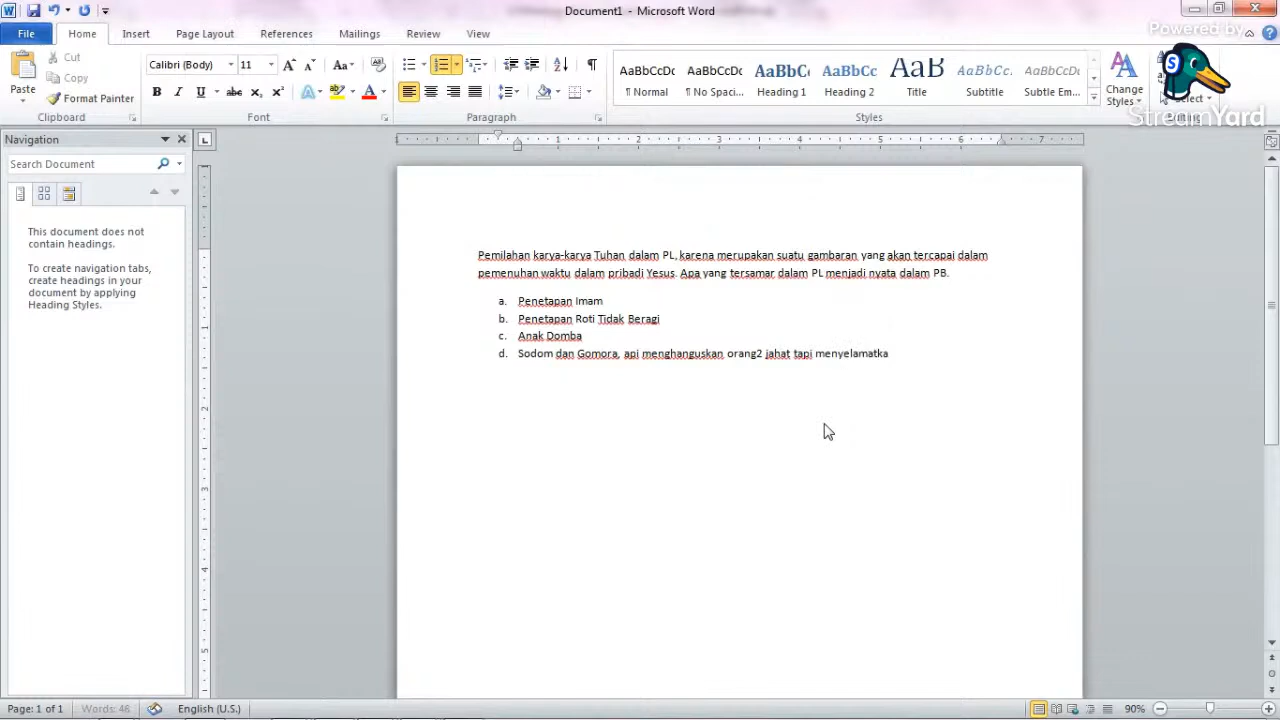 Document1 - Microsoft Word
File Home Insert Page Layout References Mailings Review View
Powered by
StreamYard
Paste Cut Copy Format Painter
Calibri (Body) 11
AaBbCcDc AaBbCcDc AaBbCc AaBbCc AaB AaBbCc. AaBbCcDc
¶ Normal ¶ No Spaci... Heading 1 Heading 2 Title Subtitle Subtle Em...
Change Styles Select
Clipboard Font Paragraph Styles
Navigation
Search Document
This document does not
contain headings.
To create navigation tabs,
create headings in your
document by applying
Heading Styles.
Pemilahan karya-karya Tuhan dalam PL, karena merupakan suatu gambaran yang akan tercapai dalam
pemenuhan waktu dalam pribadi Yesus. Apa yang tersamar dalam PL menjadi nyata dalam PB.
a. Penetapan Imam
b. Penetapan Roti Tidak Beragi
c. Anak Domba
d. Sodom dan Gomora, api menghanguskan orang2 jahat tapi menyelamatka
Page: 1 of 1 Words: 46 English (U.S.) 90%